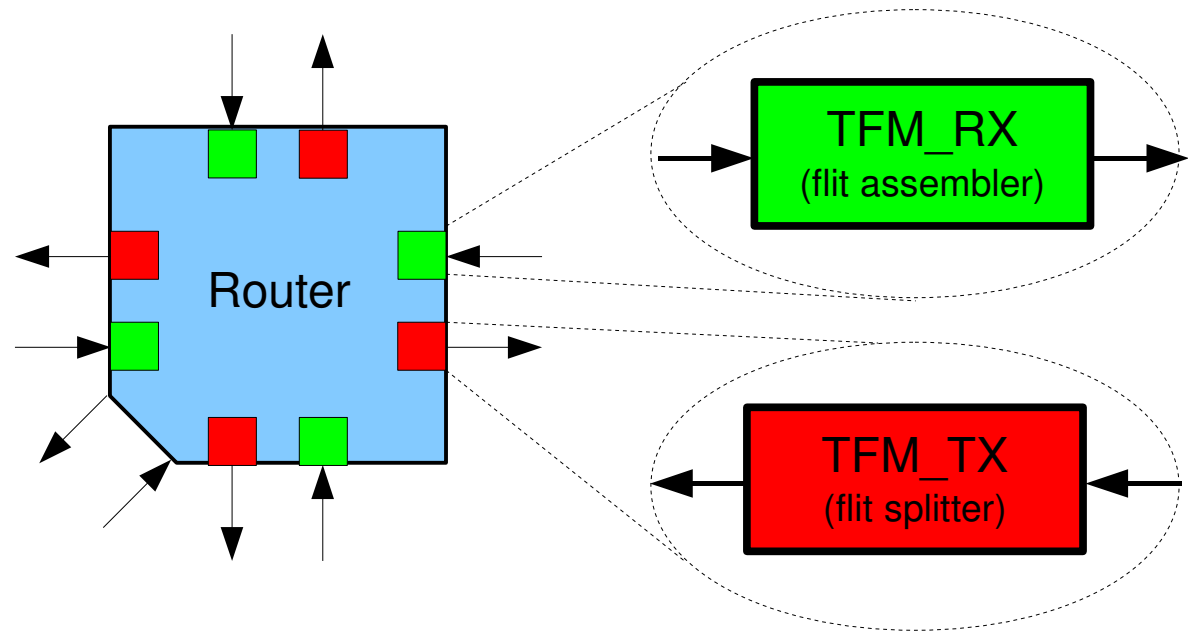 Router
TFM_RX
(flit assembler)
TFM_TX
(flit splitter)